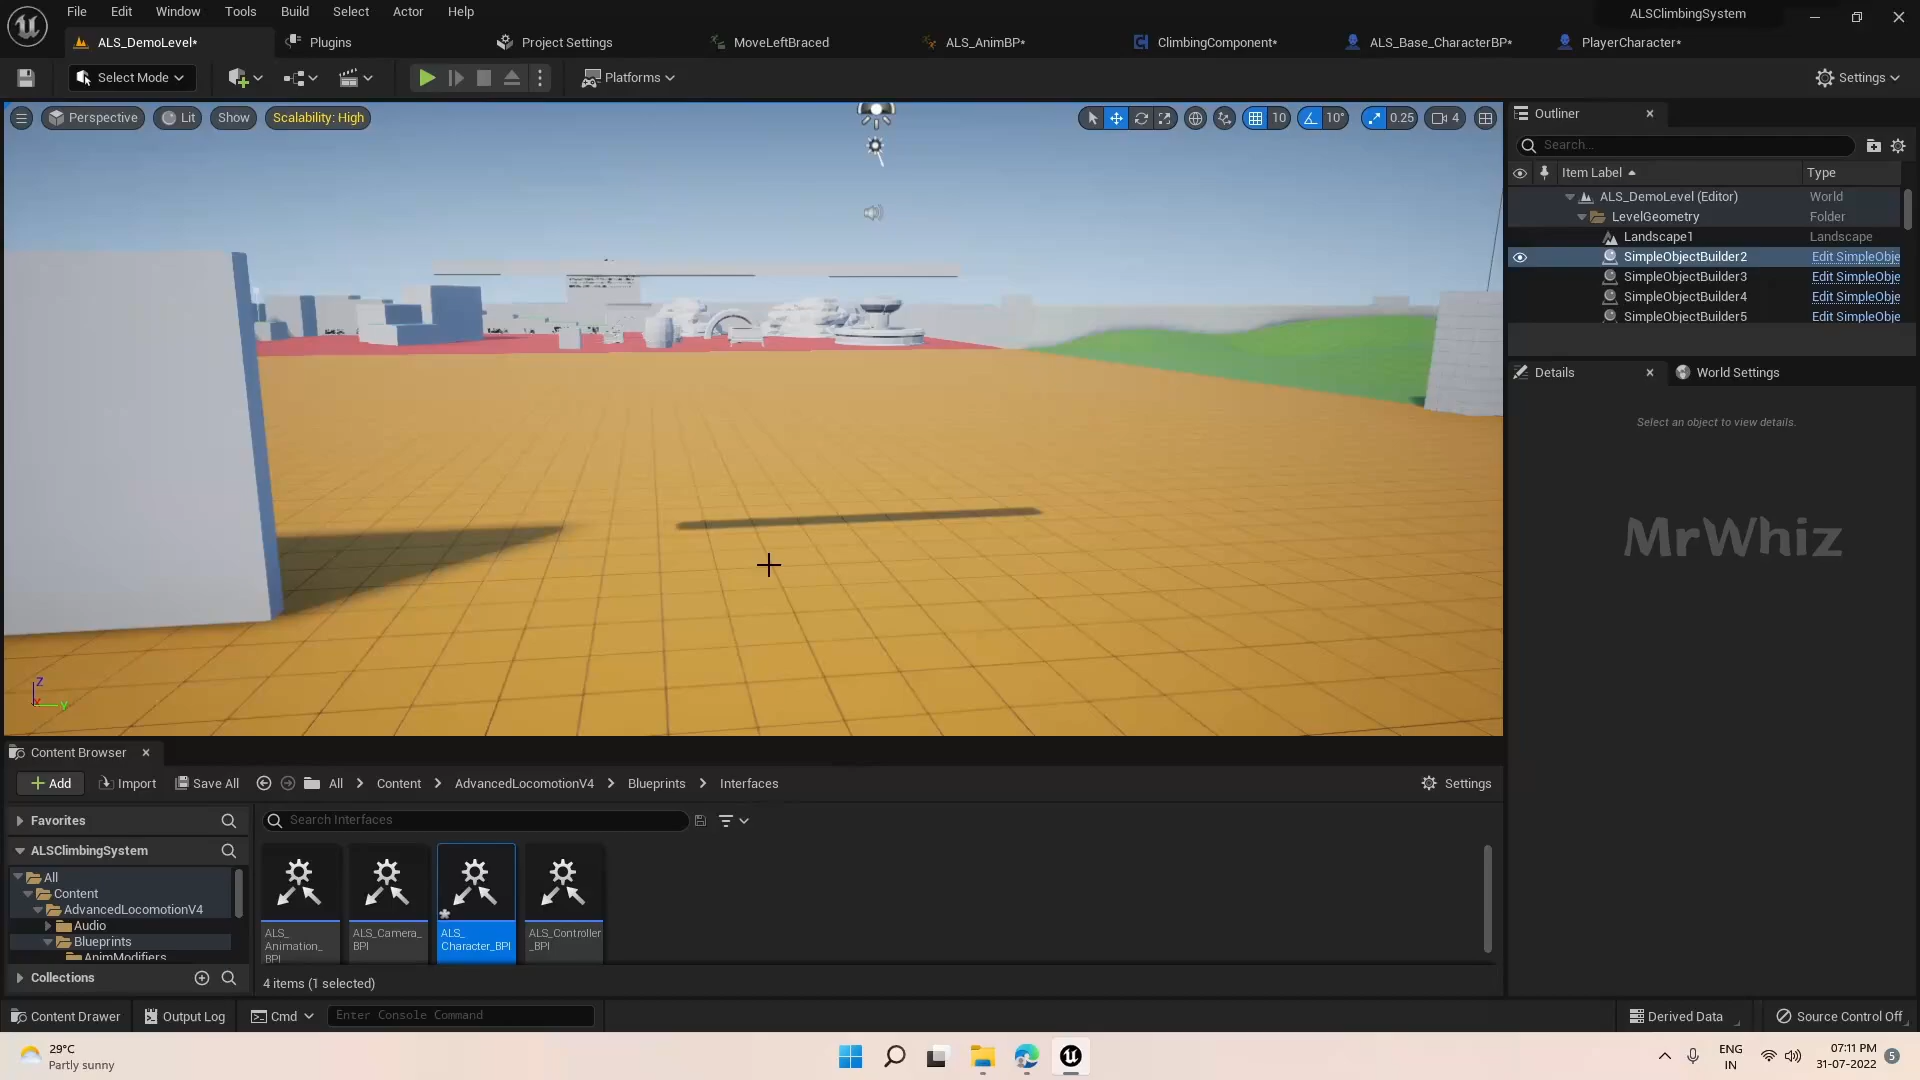 File Edit Window Tools Build Select Actor Help
ALSClimbingSystem
ALS_DemoLevel* Plugins Project Settings MoveLeftBraced ALS_AnimBP* ClimbingComponent* ALS_Base_CharacterBP* PlayerCharacter*
Select Mode Platforms Settings
Perspective Lit Show Scalability: High 10 10° 0.25 4
Outliner
Search...
Item Label Type
ALS_DemoLevel (Editor) World
LevelGeometry Folder
Landscape1 Landscape
SimpleObjectBuilder2 Edit SimpleObje
SimpleObjectBuilder3 Edit SimpleObje
SimpleObjectBuilder4 Edit SimpleObje
SimpleObjectBuilder5 Edit SimpleObje
Details World Settings
Select an object to view details.
MrWhiz
Z
Y
Content Browser
Add Import Save All All > Content > AdvancedLocomotionV4 > Blueprints > Interfaces Settings
Favorites
Search Interfaces
ALSClimbingSystem
All
Content
AdvancedLocomotionV4
Audio
Blueprints
AnimModifiers
Collections
ALS_
Animation_
BPI
ALS_Camera_
BPI
ALS_
Character_BPI
ALS_Controller
_BPI
4 items (1 selected)
Content Drawer Output Log Cmd Enter Console Command Derived Data Source Control Off
29°C
Partly sunny
ENG
IN
07:11 PM
31-07-2022
5